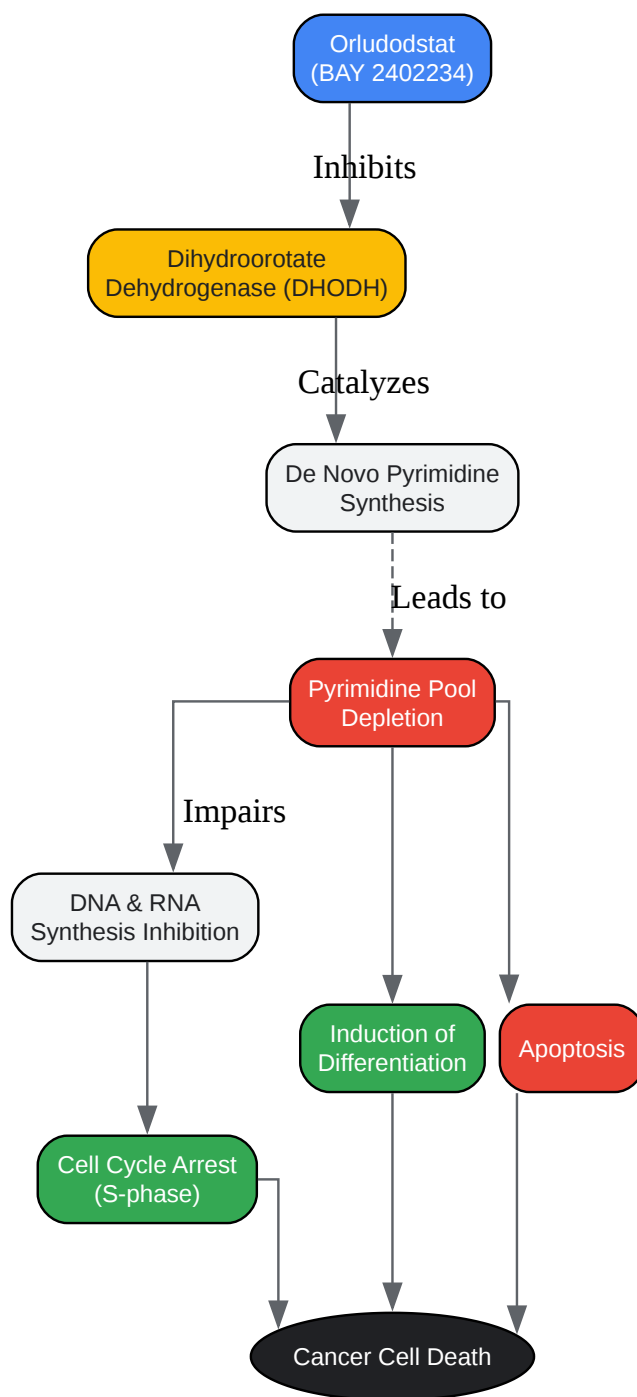 Orludodstat
(BAY 2402234)
Inhibits
Dihydroorotate
Dehydrogenase (DHODH)
Catalyzes
De Novo Pyrimidine
Synthesis
Leads to
Pyrimidine Pool
Depletion
Impairs
DNA & RNA
Synthesis Inhibition
Induction of
Differentiation
Apoptosis
Cell Cycle Arrest
(S-phase)
Cancer Cell Death